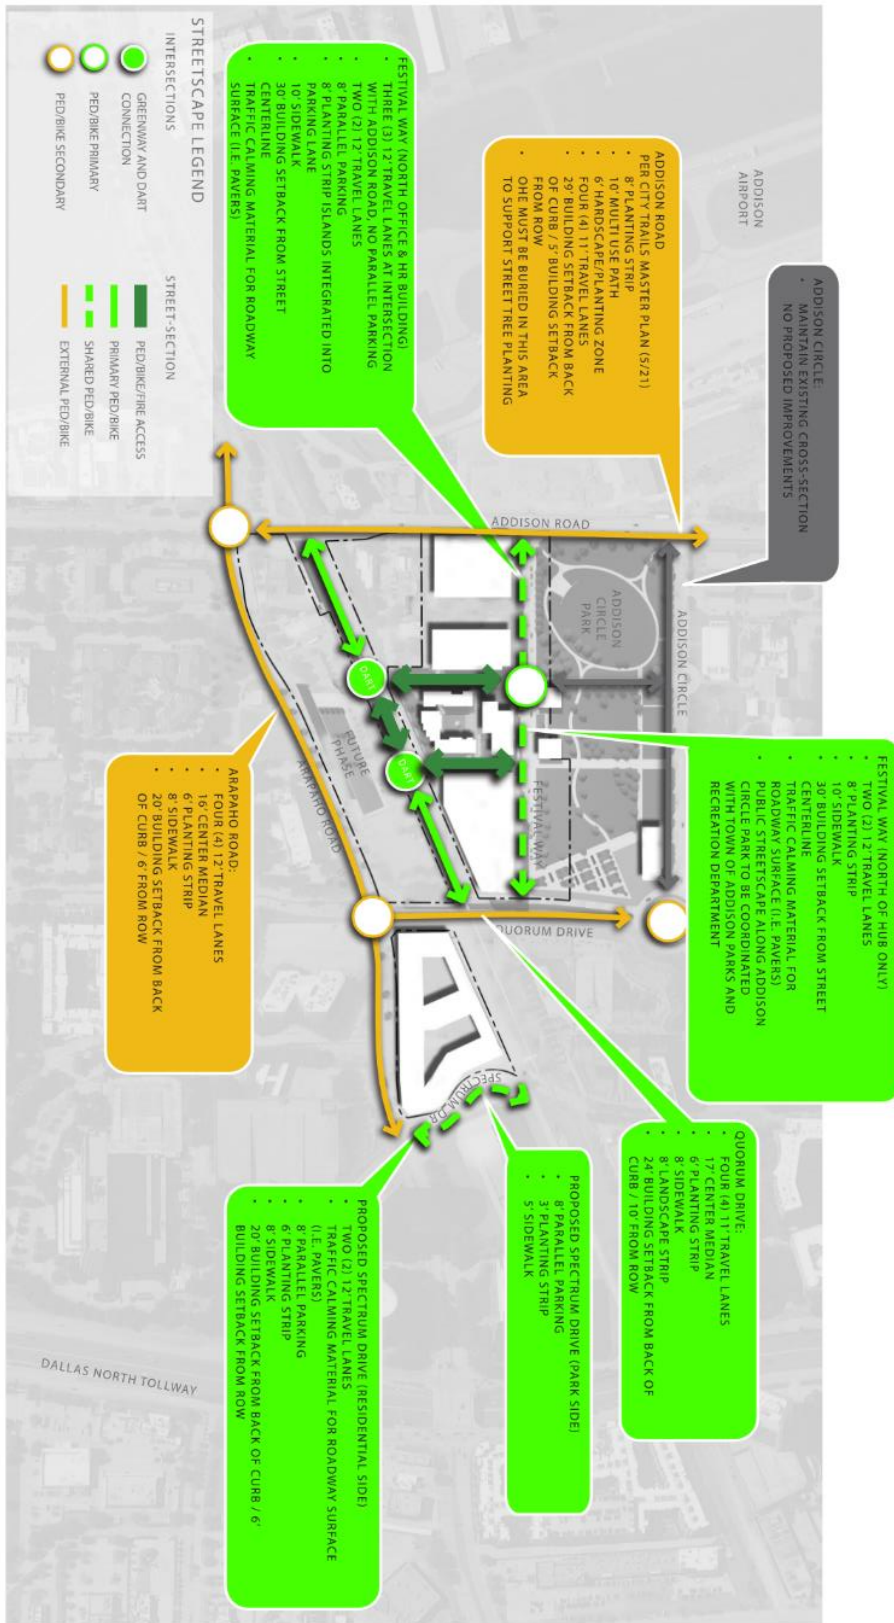 ADDISON
AIRPORT
ADDISON CIRCLE:
• MAINTAIN EXISTING CROSS-SECTION
NO PROPOSED IMPROVEMENTS
ADDISON ROAD
PER CITY TRAILS MASTER PLAN (5/21)
• 8' PLANTING STRIP
• 10' MULTI USE PATH
• 6' HARDSCAPE/PLANTING ZONE
• FOUR (4) 11' TRAVEL LANES
• 29' BUILDING SETBACK FROM BACK
OF CURB / 5' BUILDING SETBACK
FROM ROW
• OHE MUST BE BURIED IN THIS AREA
TO SUPPORT STREET TREE PLANTING
FESTIVAL WAY (NORTH OFFICE & HR BUILDING)
• THREE (3) 12' TRAVEL LANES AT INTERSECTION
WITH ADDISON ROAD, NO PARALLEL PARKING
• TWO (2) 12' TRAVEL LANES
• 8' PARALLEL PARKING
• 8' PLANTING STRIP ISLANDS INTEGRATED INTO
PARKING LANE
• 10' SIDEWALK
• 30' BUILDING SETBACK FROM STREET
CENTERLINE
• TRAFFIC CALMING MATERIAL FOR ROADWAY
SURFACE (I.E. PAVERS)
STREETSCAPE LEGEND
INTERSECTIONS
GREENWAY AND DART
CONNECTION
PED/BIKE PRIMARY
PED/BIKE SECONDARY
STREET-SECTION
PED/BIKE/FIRE ACCESS
PRIMARY PED/BIKE
SHARED PED/BIKE
EXTERNAL PED/BIKE
ADDISON ROAD
ADDISON
CIRCLE
PARK
ADDISON CIRCLE
FESTIVAL WAY
DART
DART
FUTURE
PHASE
ARAPAHO ROAD
QUORUM DRIVE
SPECTRUM DR
FESTIVAL WAY (NORTH OF HUB ONLY)
• TWO (2) 12' TRAVEL LANES
• 8' PLANTING STRIP
• 10' SIDEWALK
• 30' BUILDING SETBACK FROM STREET
CENTERLINE
• TRAFFIC CALMING MATERIAL FOR
ROADWAY SURFACE (I.E. PAVERS)
• PUBLIC STREETSCAPE ALONG ADDISON
CIRCLE PARK TO BE COORDINATED
WITH TOWN OF ADDISON PARKS AND
RECREATION DEPARTMENT
ARAPAHO ROAD:
• FOUR (4) 12' TRAVEL LANES
• 16' CENTER MEDIAN
• 6' PLANTING STRIP
• 8' SIDEWALK
• 20' BUILDING SETBACK FROM BACK
OF CURB / 6' FROM ROW
QUORUM DRIVE:
• FOUR (4) 11' TRAVEL LANES
• 17' CENTER MEDIAN
• 6' PLANTING STRIP
• 8' SIDEWALK
• 8' LANDSCAPE STRIP
• 24' BUILDING SETBACK FROM BACK OF
CURB / 10' FROM ROW
PROPOSED SPECTRUM DRIVE (PARK SIDE)
• 8' PARALLEL PARKING
• 3' PLANTING STRIP
• 5' SIDEWALK
PROPOSED SPECTRUM DRIVE (RESIDENTIAL SIDE)
• TWO (2) 12' TRAVEL LANES
• TRAFFIC CALMING MATERIAL FOR ROADWAY SURFACE
(I.E. PAVERS)
• 8' PARALLEL PARKING
• 6' PLANTING STRIP
• 8' SIDEWALK
• 20' BUILDING SETBACK FROM BACK OF CURB / 6'
BUILDING SETBACK FROM ROW
DALLAS NORTH TOLLWAY